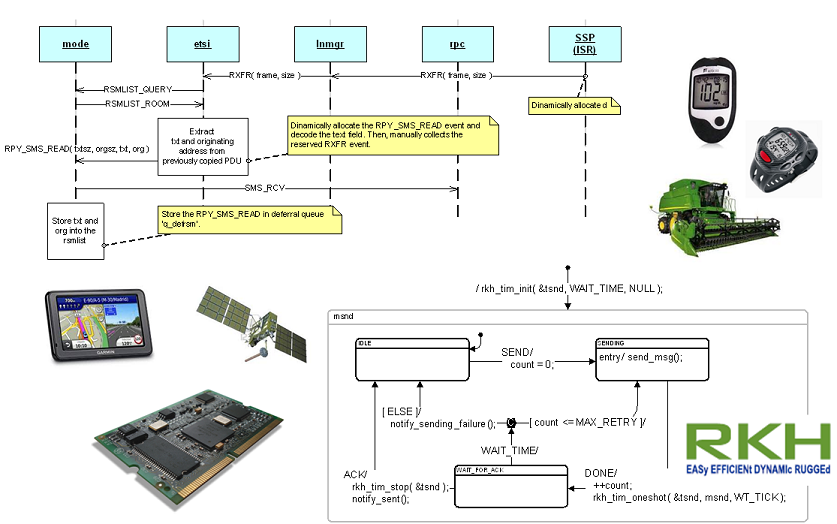 mode
etsi
lnmgr
rpc
SSP
(ISR)
RXFR( frame, size )
RXFR( frame, size )
RSMLIST_QUERY
RSMLIST_ROOM
Dinamically allocate d
Extract
txt and originating
address from
previously copied PDU
Dinamically allocate the RPY_SMS_READ event and
decode the text field. Then, manually collects the
reserved RXFR event.
RPY_SMS_READ( txtsz, orgsz, txt, org )
SMS_RCV
Store txt and
org into the
rsmlist
Store the RPY_SMS_READ in deferral queue
'q_defrsm'.
102
/ rkh_tim_init( &tsnd, WAIT_TIME, NULL );
msnd
IDLE
SENDING
entry/ send_msg();
SEND/
count = 0;
[ ELSE ]/
notify_sending_failure();
C
[ count <=MAX_RETRY ]/
WAIT_TIME/
WAIT_FOR_ACK
ACK/
rkh_tim_stop( &tsnd );
notify_sent();
DONE/
++count;
rkh_tim_oneshot( &tsnd, msnd, WT_TICK );
E-90/A-5 (M-30/Madrid)
GARMIN
RKH
EASy EFFICIENt DYNAMIc RUGGEd